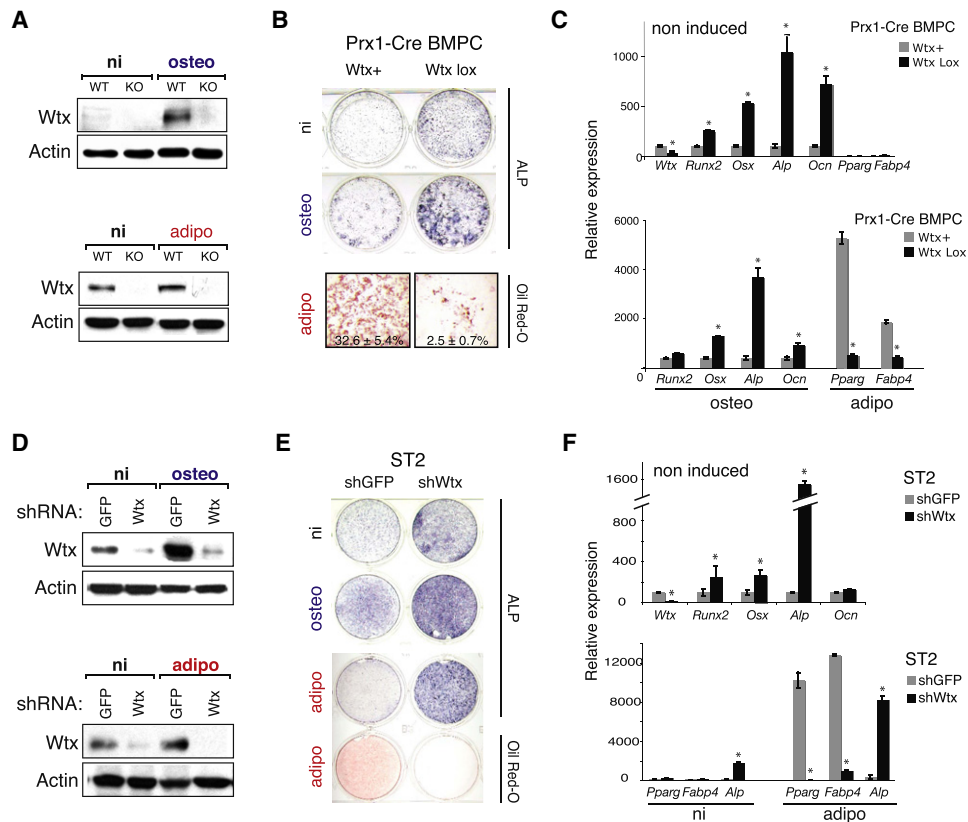 A
ni osteo
WT KO WT KO
Wtx
Actin
ni adipo
WT KO WT KO
Wtx
Actin
B
Prx1-Cre BMPC
Wtx+ Wtx lox
ni
osteo
ALP
adipo
32.6 ± 5.4% 2.5 ± 0.7%
Oil Red-O
C
non induced
Prx1-Cre BMPC
Wtx+
Wtx Lox
1000
500
0
* * * * *
Wtx Runx2 Osx Alp Ocn Pparg Fabp4
Relative expression
6000
4000
2000
0
Prx1-Cre BMPC
Wtx+
Wtx Lox
* * * * *
Runx2 Osx Alp Ocn Pparg Fabp4
osteo adipo
D
ni osteo
shRNA: GFP Wtx GFP Wtx
Wtx
Actin
ni adipo
shRNA: GFP Wtx GFP Wtx
Wtx
Actin
E
ST2
shGFP shWtx
ni
osteo
adipo
ALP
adipo
Oil Red-O
F
non induced
ST2
shGFP
shWtx
1600
800
400
0
* * * *
Wtx Runx2 Osx Alp Ocn
Relative expression
12000
8000
4000
0
ST2
shGFP
shWtx
* * * *
Pparg Fabp4 Alp Pparg Fabp4 Alp
ni adipo